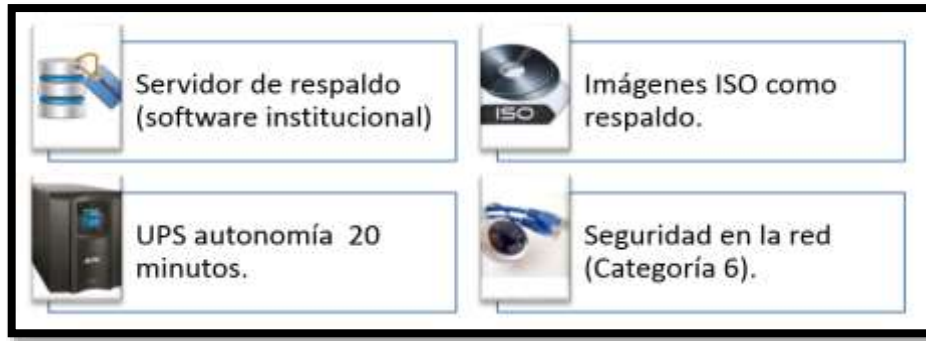 Servidor de respaldo
(software institucional)
Imágenes ISO como
respaldo.
ISO
UPS autonomía 20
minutos.
Seguridad en la red
(Categoría 6).